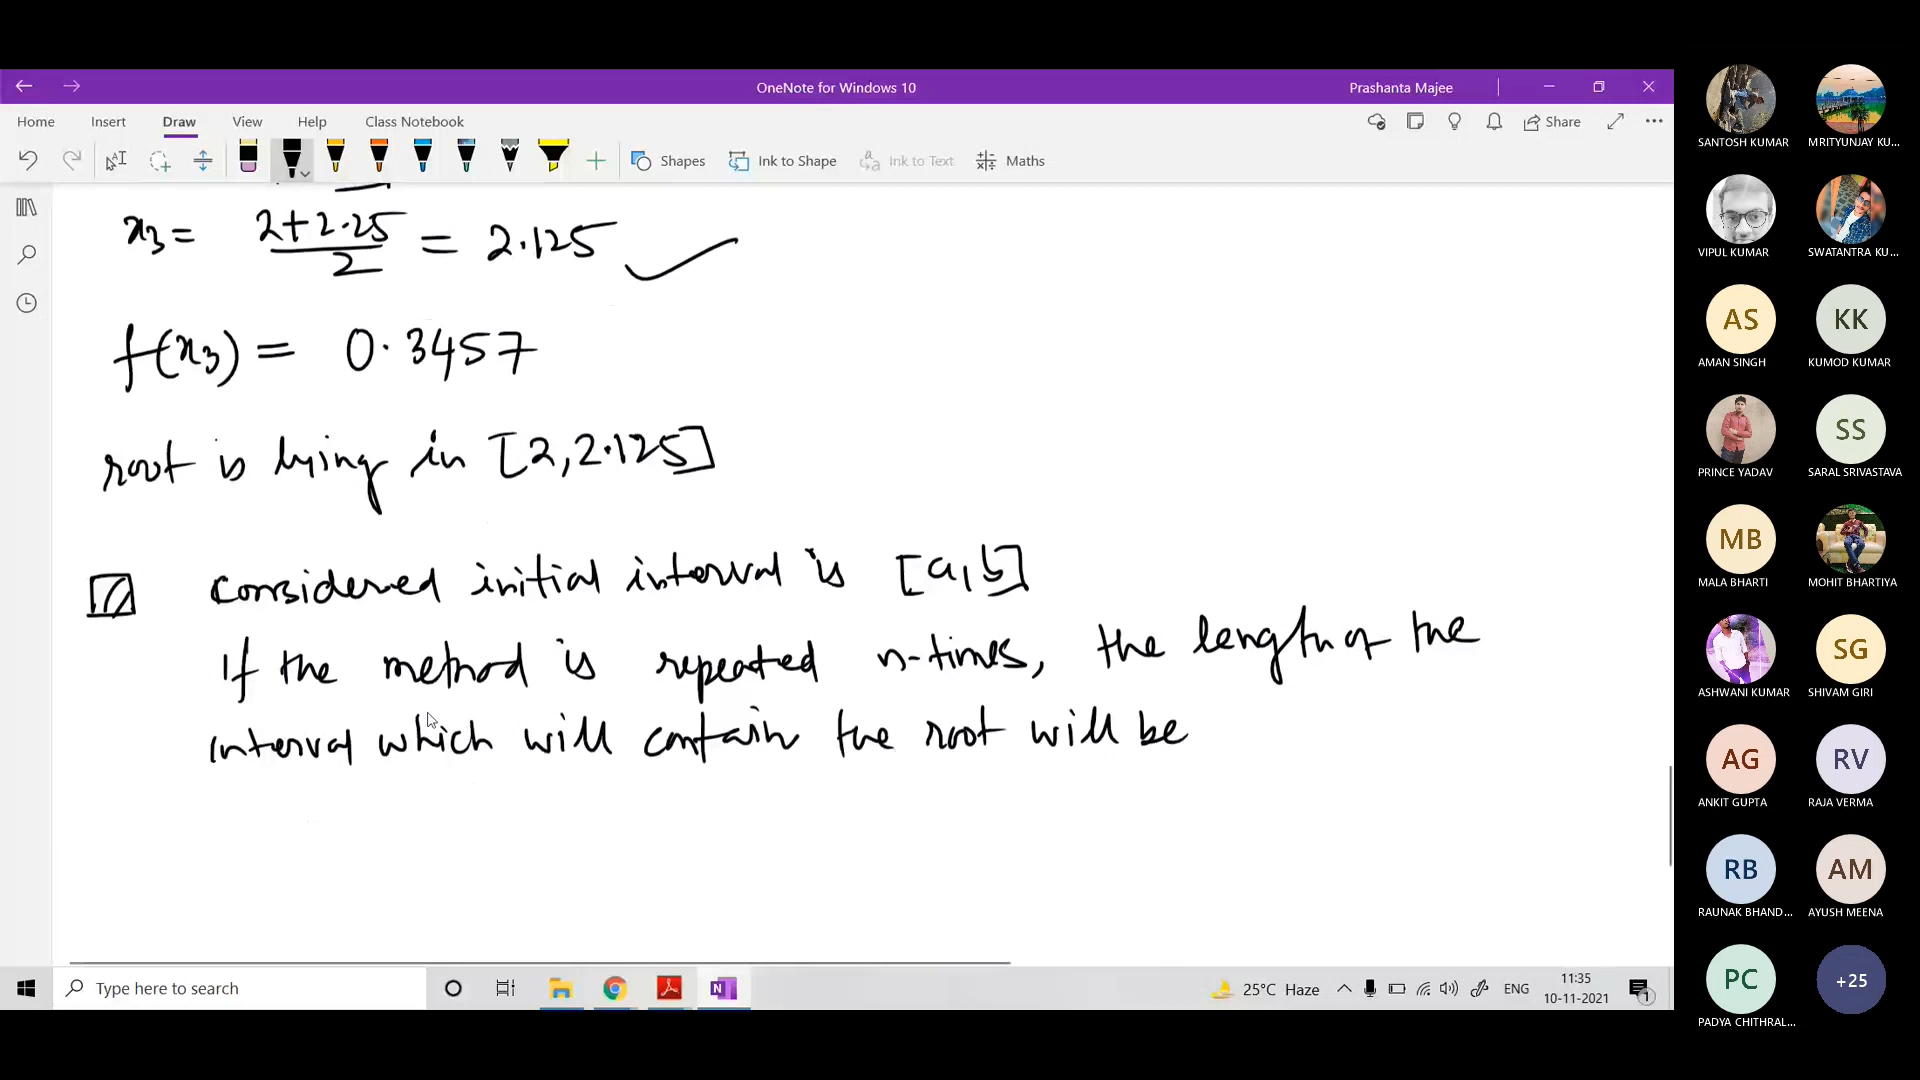 OneNote for Windows 10
Prashanta Majee
Home Insert Draw View Help Class Notebook
Share
Shapes Ink to Shape Ink to Text Maths
x3 = 2+2.25 / 2 = 2.125
f(x3) = 0.3457
root is lying in [2,2.125]
Considered initial interval is [a,b]
If the method is repeated n-times, the length of the
interval which will contain the root will be
Type here to search
25°C Haze
ENG
11:35
10-11-2021
1
SANTOSH KUMAR
MRITYUNJAY KU...
VIPUL KUMAR
SWATANTRA KU...
AS
KK
AMAN SINGH
KUMOD KUMAR
SS
PRINCE YADAV
SARAL SRIVASTAVA
MB
MALA BHARTI
MOHIT BHARTIYA
SG
ASHWANI KUMAR
SHIVAM GIRI
AG
RV
ANKIT GUPTA
RAJA VERMA
RB
AM
RAUNAK BHAND...
AYUSH MEENA
PC
+25
PADYA CHITHRAL...